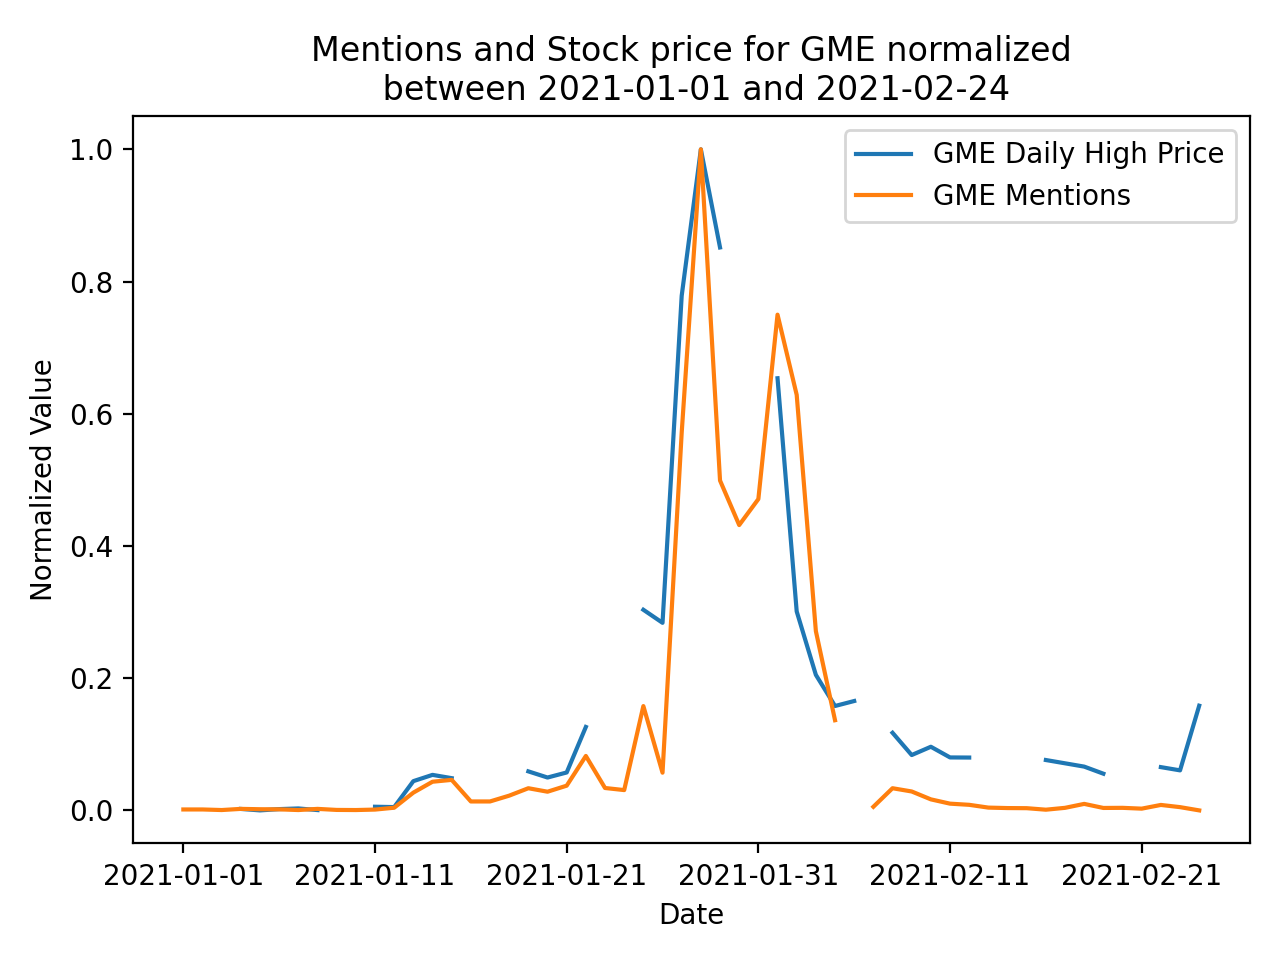 Mentions and Stock price for GME normalized
between 2021-01-01 and 2021-02-24
GME Daily High Price
GME Mentions
Normalized Value
1.0
0.8
0.6
0.4
0.2
0.0
2021-01-01 2021-01-11 2021-01-21 2021-01-31 2021-02-11 2021-02-21
Date